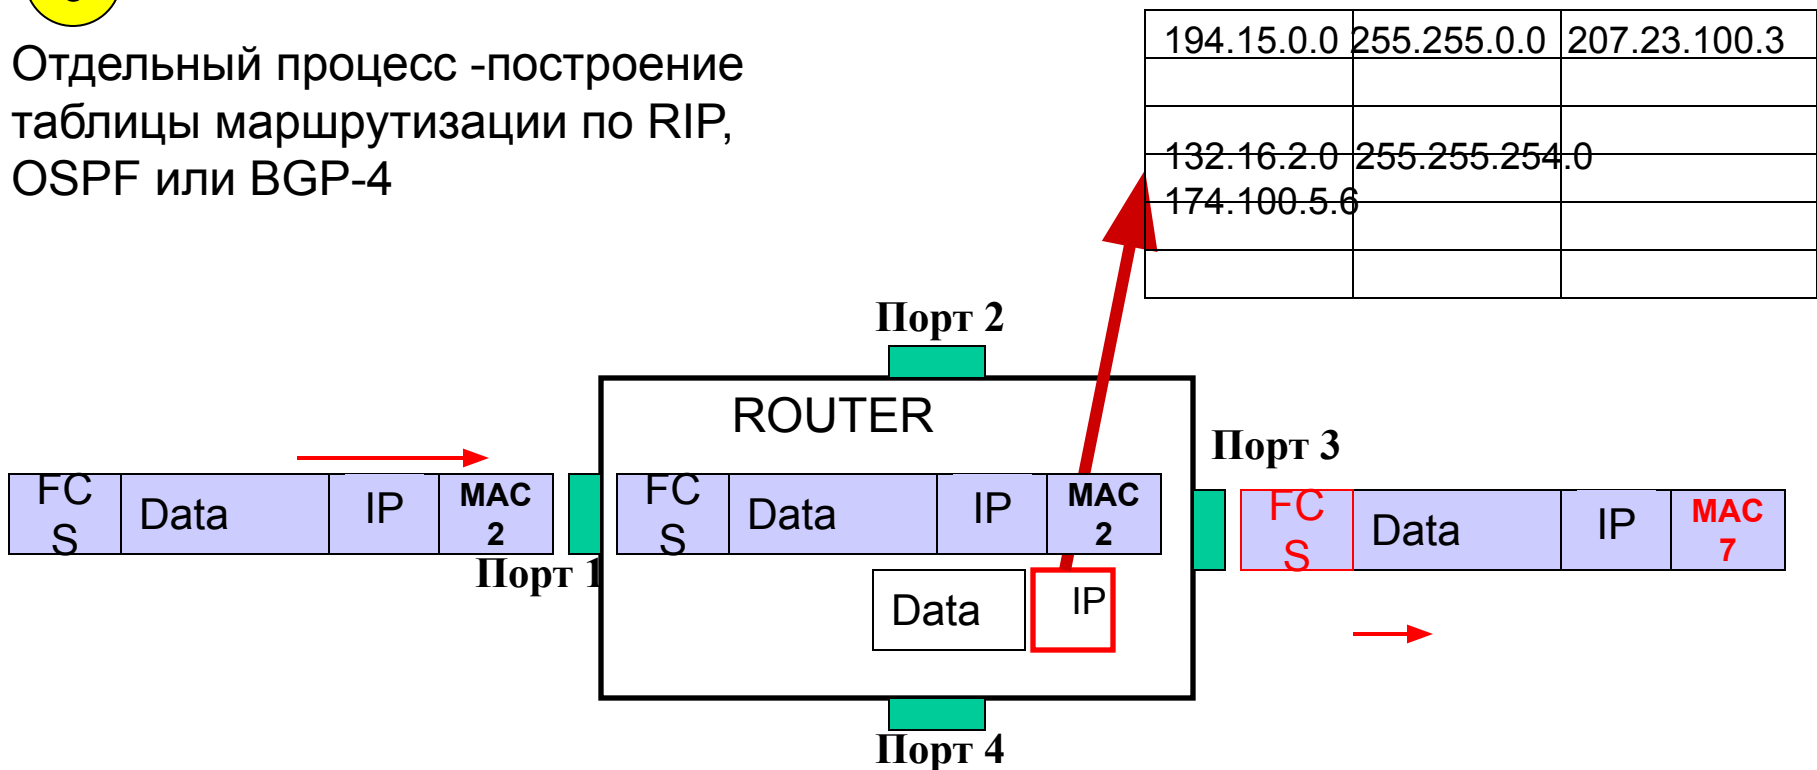 Отдельный процесс -построение
таблицы маршрутизации по RIP,
OSPF или BGP-4
194.15.0.0 255.255.0.0 207.23.100.3
132.16.2.0 255.255.254.0
174.100.5.6
Порт 2
ROUTER
Порт 3
FC
S
Data
IP
MAC
2
FC
S
Data
IP
MAC
2
FC
S
Data
IP
MAC
7
Порт 1
Data
IP
Порт 4